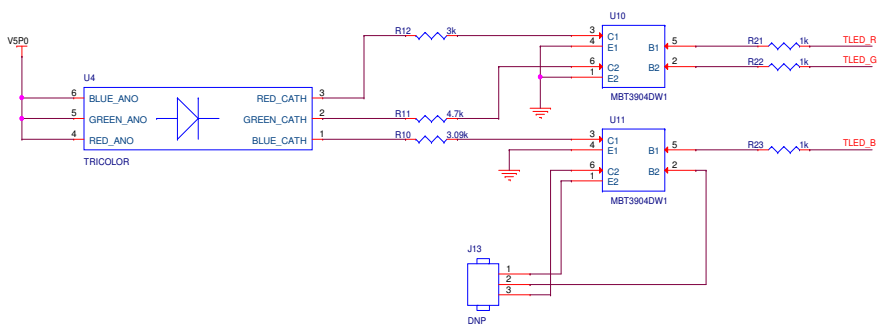 V5P0
U4
6 BLUE_ANO RED_CATH 3
5 GREEN_ANO GREEN_CATH 2
4 RED_ANO BLUE_CATH 1
TRICOLOR
R12 3k
R11 4.7k
R10 3.09k
U10
3 C1
4 E1 B1 5
6 C2 B2 2
1 E2
MBT3904DW1
R21 1k TLED_R
R22 1k TLED_G
U11
3 C1
4 E1 B1 5
6 C2 B2 2
1 E2
MBT3904DW1
R23 1k TLED_B
J13
1
2
3
DNP